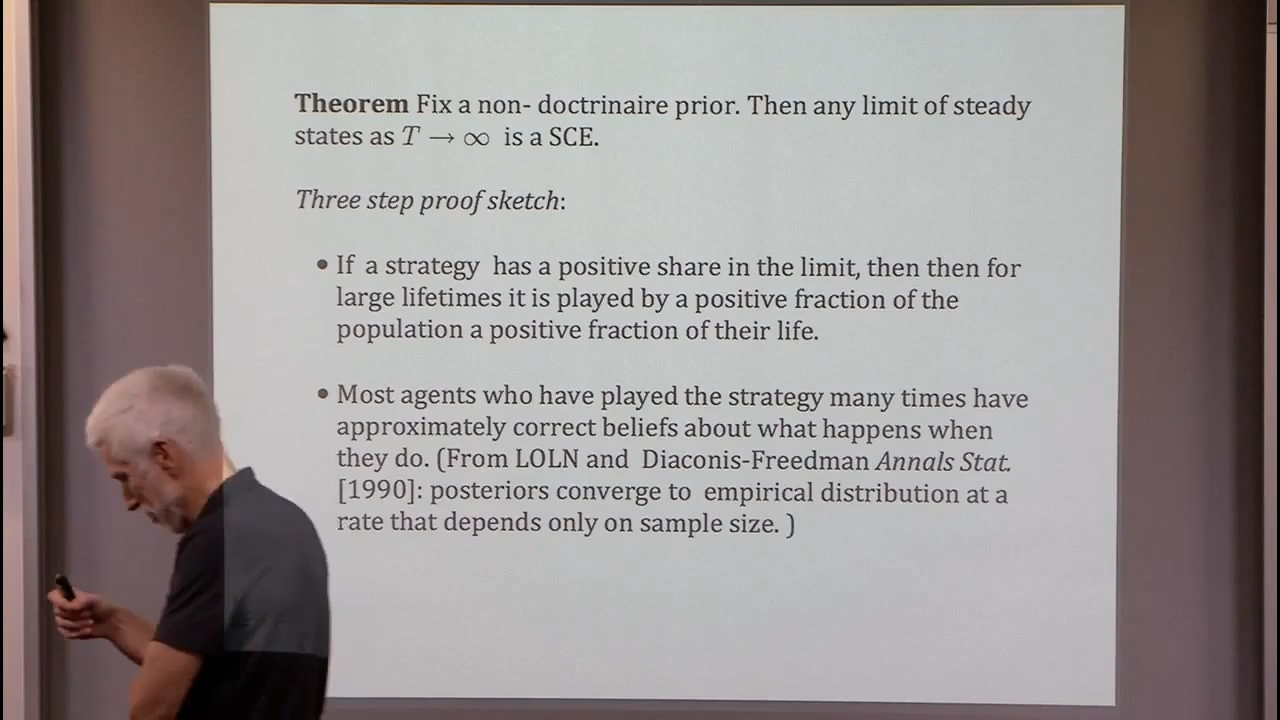 Theorem Fix a non- doctrinaire prior. Then any limit of steady
states as T → ∞ is a SCE.
Three step proof sketch:
• If a strategy has a positive share in the limit, then then for
large lifetimes it is played by a positive fraction of the
population a positive fraction of their life.
• Most agents who have played the strategy many times have
approximately correct beliefs about what happens when
they do. (From LOLN and Diaconis-Freedman Annals Stat.
[1990]: posteriors converge to empirical distribution at a
rate that depends only on sample size. )